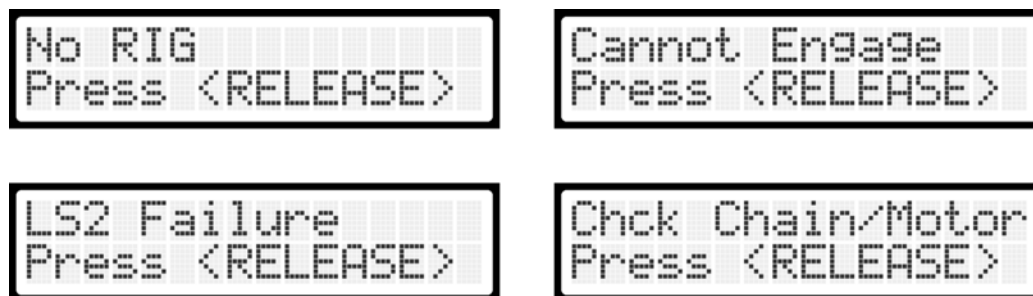 No RIG
Press <RELEASE>
Cannot Engage
Press <RELEASE>
LS2 Failure
Press <RELEASE>
Chck Chain/Motor
Press <RELEASE>